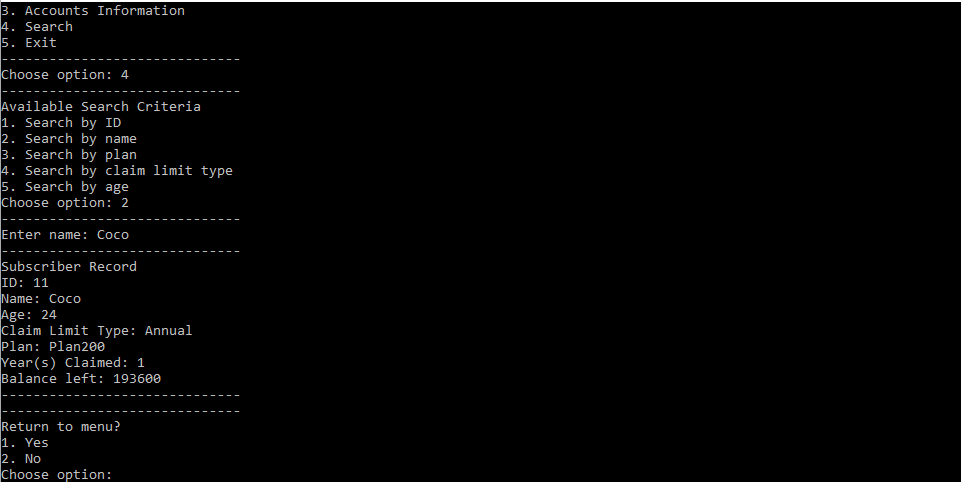 3. Accounts Information
4. Search
5. Exit
------------------------------
Choose option: 4
------------------------------
Available Search Criteria
1. Search by ID
2. Search by name
3. Search by plan
4. Search by claim limit type
5. Search by age
Choose option: 2
------------------------------
Enter name: Coco
------------------------------
Subscriber Record
ID: 11
Name: Coco
Age: 24
Claim Limit Type: Annual
Plan: Plan200
Year(s) Claimed: 1
Balance left: 193600
------------------------------
------------------------------
Return to menu?
1. Yes
2. No
Choose option: